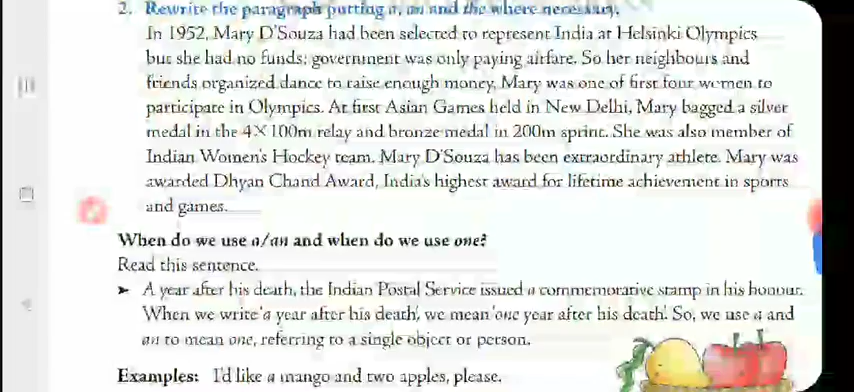 2. Rewrite the paragraph putting a, an and the where necessary.
In 1952, Mary D'Souza had been selected to represent India at Helsinki Olympics
but she had no funds; government was only paying airfare. So her neighbours and
friends organized dance to raise enough money. Mary was one of first four women to
participate in Olympics. At first Asian Games held in New Delhi, Mary bagged a silver
medal in the 4×100m relay and bronze medal in 200m sprint. She was also member of
Indian Women's Hockey team. Mary D'Souza has been extraordinary athlete. Mary was
awarded Dhyan Chand Award, India's highest award for lifetime achievement in sports
and games.
When do we use a/an and when do we use one?
Read this sentence.
➤ A year after his death, the Indian Postal Service issued a commemorative stamp in his honour.
When we write 'a year after his death', we mean 'one year after his death'. So, we use a and
an to mean one, referring to a single object or person.
Examples: I'd like a mango and two apples, please.